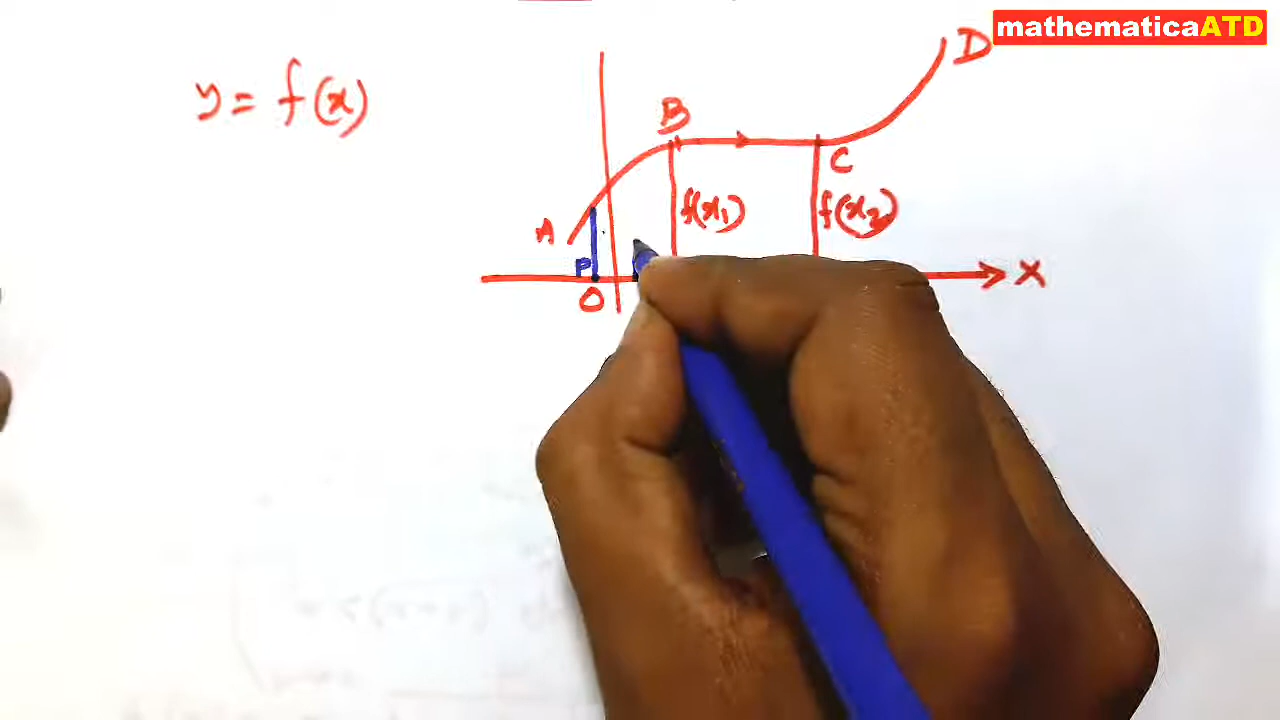 mathematicaATD
y = f(x)
D
B
C
A
f(x₁)
f(x₂)
P
O
X